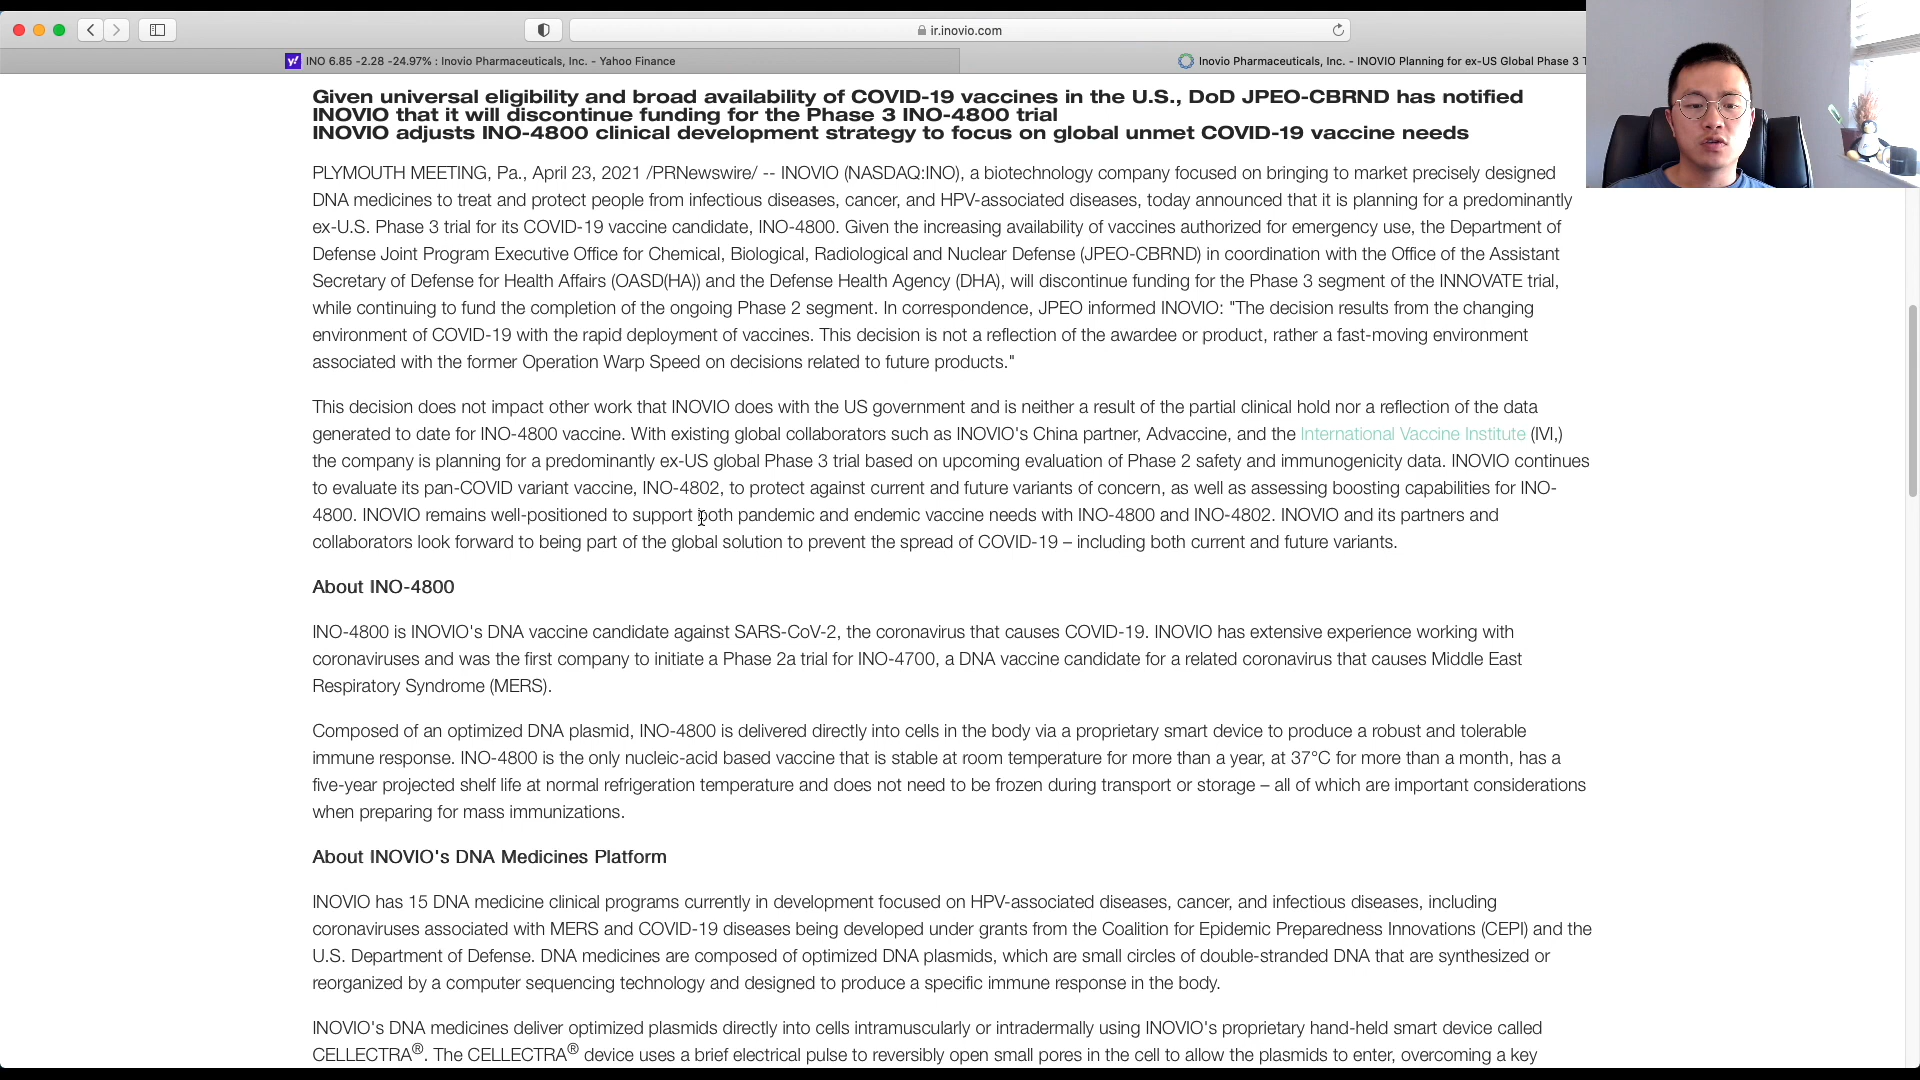 ir.inovio.com
INO 6.85 -2.28 -24.97% : Inovio Pharmaceuticals, Inc. - Yahoo Finance
Inovio Pharmaceuticals, Inc. - INOVIO Planning for ex-US Global Phase 3 T
Given universal eligibility and broad availability of COVID-19 vaccines in the U.S., DoD JPEO-CBRND has notified
INOVIO that it will discontinue funding for the Phase 3 INO-4800 trial
INOVIO adjusts INO-4800 clinical development strategy to focus on global unmet COVID-19 vaccine needs
PLYMOUTH MEETING, Pa., April 23, 2021 /PRNewswire/ -- INOVIO (NASDAQ:INO), a biotechnology company focused on bringing to market precisely designed
DNA medicines to treat and protect people from infectious diseases, cancer, and HPV-associated diseases, today announced that it is planning for a predominantly
ex-U.S. Phase 3 trial for its COVID-19 vaccine candidate, INO-4800. Given the increasing availability of vaccines authorized for emergency use, the Department of
Defense Joint Program Executive Office for Chemical, Biological, Radiological and Nuclear Defense (JPEO-CBRND) in coordination with the Office of the Assistant
Secretary of Defense for Health Affairs (OASD(HA)) and the Defense Health Agency (DHA), will discontinue funding for the Phase 3 segment of the INNOVATE trial,
while continuing to fund the completion of the ongoing Phase 2 segment. In correspondence, JPEO informed INOVIO: "The decision results from the changing
environment of COVID-19 with the rapid deployment of vaccines. This decision is not a reflection of the awardee or product, rather a fast-moving environment
associated with the former Operation Warp Speed on decisions related to future products."
This decision does not impact other work that INOVIO does with the US government and is neither a result of the partial clinical hold nor a reflection of the data
generated to date for INO-4800 vaccine. With existing global collaborators such as INOVIO's China partner, Advaccine, and the International Vaccine Institute (IVI,)
the company is planning for a predominantly ex-US global Phase 3 trial based on upcoming evaluation of Phase 2 safety and immunogenicity data. INOVIO continues
to evaluate its pan-COVID variant vaccine, INO-4802, to protect against current and future variants of concern, as well as assessing boosting capabilities for INO-
4800. INOVIO remains well-positioned to support both pandemic and endemic vaccine needs with INO-4800 and INO-4802. INOVIO and its partners and
collaborators look forward to being part of the global solution to prevent the spread of COVID-19 – including both current and future variants.
About INO-4800
INO-4800 is INOVIO's DNA vaccine candidate against SARS-CoV-2, the coronavirus that causes COVID-19. INOVIO has extensive experience working with
coronaviruses and was the first company to initiate a Phase 2a trial for INO-4700, a DNA vaccine candidate for a related coronavirus that causes Middle East
Respiratory Syndrome (MERS).
Composed of an optimized DNA plasmid, INO-4800 is delivered directly into cells in the body via a proprietary smart device to produce a robust and tolerable
immune response. INO-4800 is the only nucleic-acid based vaccine that is stable at room temperature for more than a year, at 37°C for more than a month, has a
five-year projected shelf life at normal refrigeration temperature and does not need to be frozen during transport or storage – all of which are important considerations
when preparing for mass immunizations.
About INOVIO's DNA Medicines Platform
INOVIO has 15 DNA medicine clinical programs currently in development focused on HPV-associated diseases, cancer, and infectious diseases, including
coronaviruses associated with MERS and COVID-19 diseases being developed under grants from the Coalition for Epidemic Preparedness Innovations (CEPI) and the
U.S. Department of Defense. DNA medicines are composed of optimized DNA plasmids, which are small circles of double-stranded DNA that are synthesized or
reorganized by a computer sequencing technology and designed to produce a specific immune response in the body.
INOVIO's DNA medicines deliver optimized plasmids directly into cells intramuscularly or intradermally using INOVIO's proprietary hand-held smart device called
CELLECTRA®. The CELLECTRA® device uses a brief electrical pulse to reversibly open small pores in the cell to allow the plasmids to enter, overcoming a key